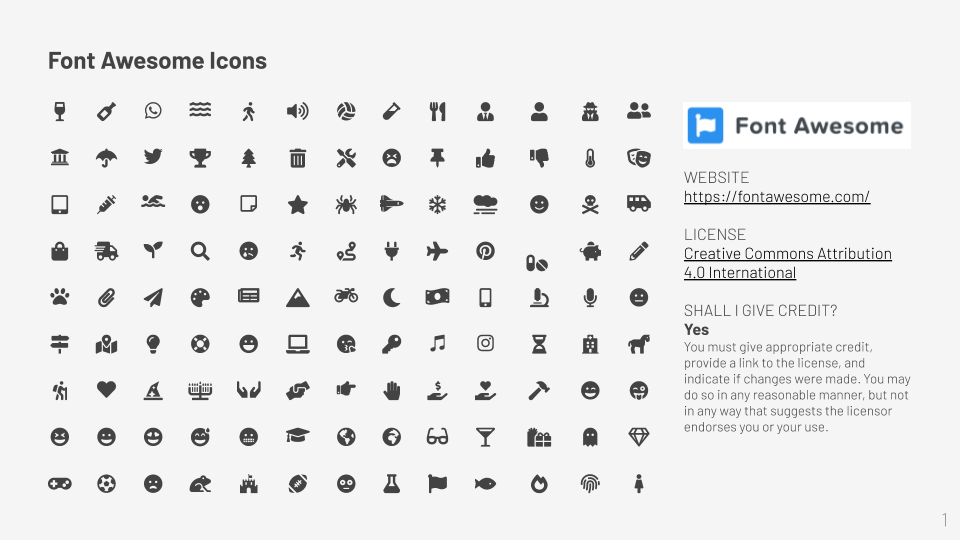 Font Awesome Icons
Font Awesome
WEBSITE
https://fontawesome.com/
LICENSE
Creative Commons Attribution
4.0 International
SHALL I GIVE CREDIT?
Yes
You must give appropriate credit,
provide a link to the license, and
indicate if changes were made. You may
do so in any reasonable manner, but not
in any way that suggests the licensor
endorses you or your use.
1